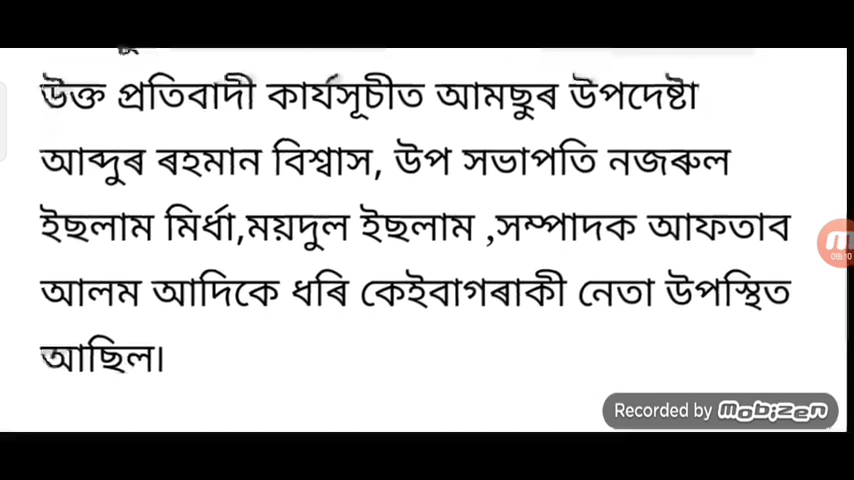 উক্ত প্ৰতিবাদী কাৰ্যসূচীত আমছুৰ উপদেষ্টা
আব্দুৰ ৰহমান বিশ্বাস, উপ সভাপতি নজৰুল
ইছলাম মিৰ্ধা,ময়দুল ইছলাম ,সম্পাদক আফতাব
আলম আদিকে ধৰি কেইবাগৰাকী নেতা উপস্থিত
আছিল।
Recorded by Mobizen